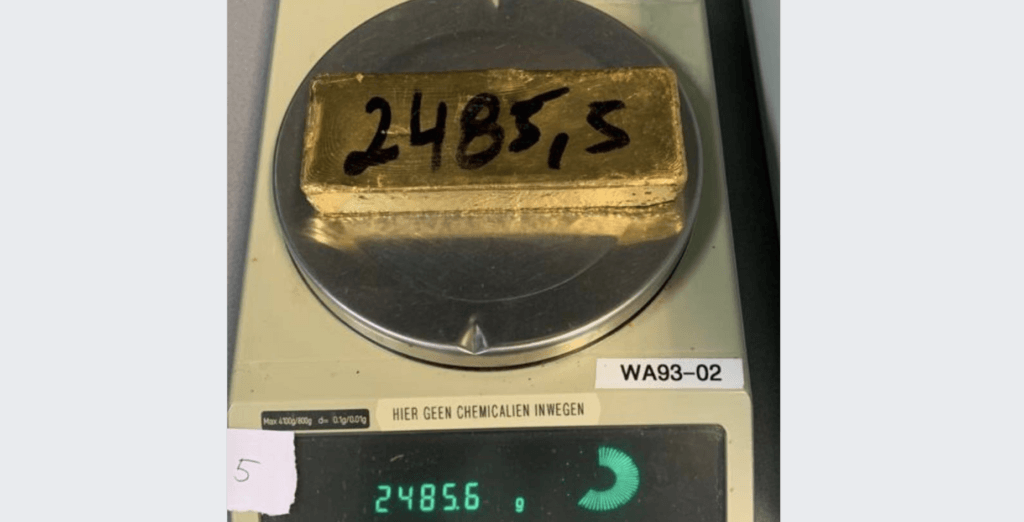 2485,5
WA93-02
HIER GEEN CHEMICALIEN INWEGEN
Max 4100g/800g d= 0.1g/0.01g
5
2485.6 g